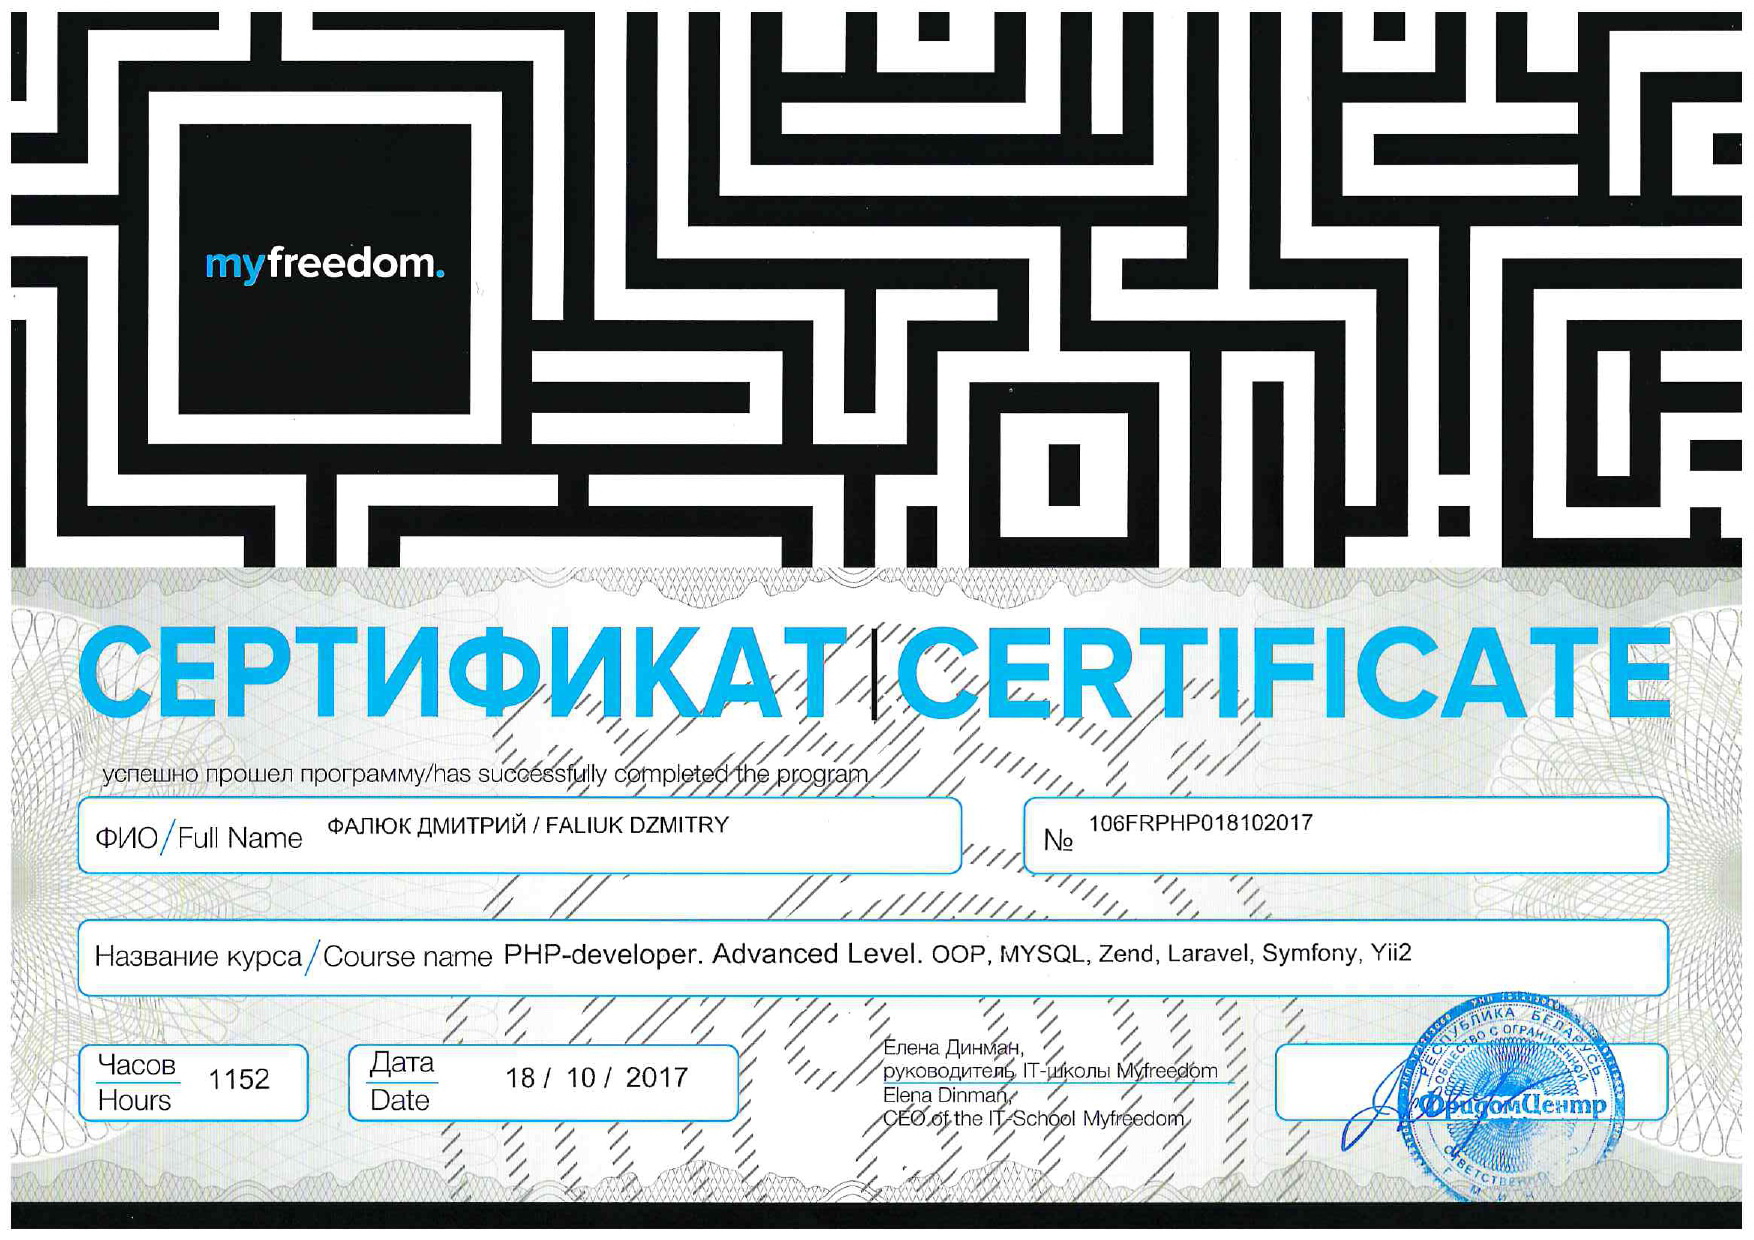 myfreedom.
СЕРТИФИКАТ|CERTIFICATE
успешно прошел программу/has successfully completed the program
ФИО/Full Name ФАЛЮК ДМИТРИЙ / FALIUK DZMITRY
№ 106FRPHP018102017
Название курса/Course name PHP-developer. Advanced Level. OOP, MYSQL, Zend, Laravel, Symfony, Yii2
Часов
Hours
1152
Дата
Date
18 / 10 / 2017
Елена Динман,
руководитель IT-школы Myfreedom
Elena Dinman,
CEO of the IT-School Myfreedom
РЕСПУБЛИКА БЕЛАРУСЬ
ОБЩЕСТВО С ОГРАНИЧЕННОЙ
ФридомЦентр